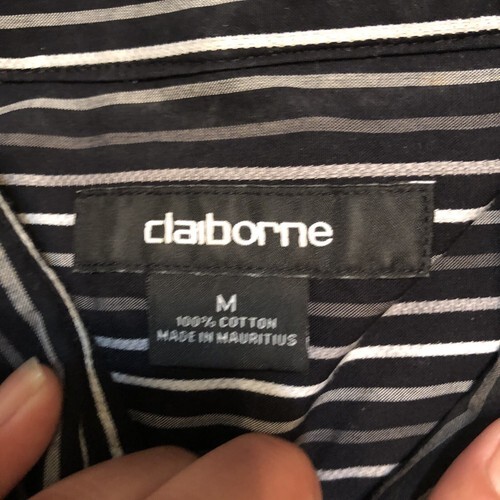 claiborne
M
100% COTTON
MADE IN MAURITIUS